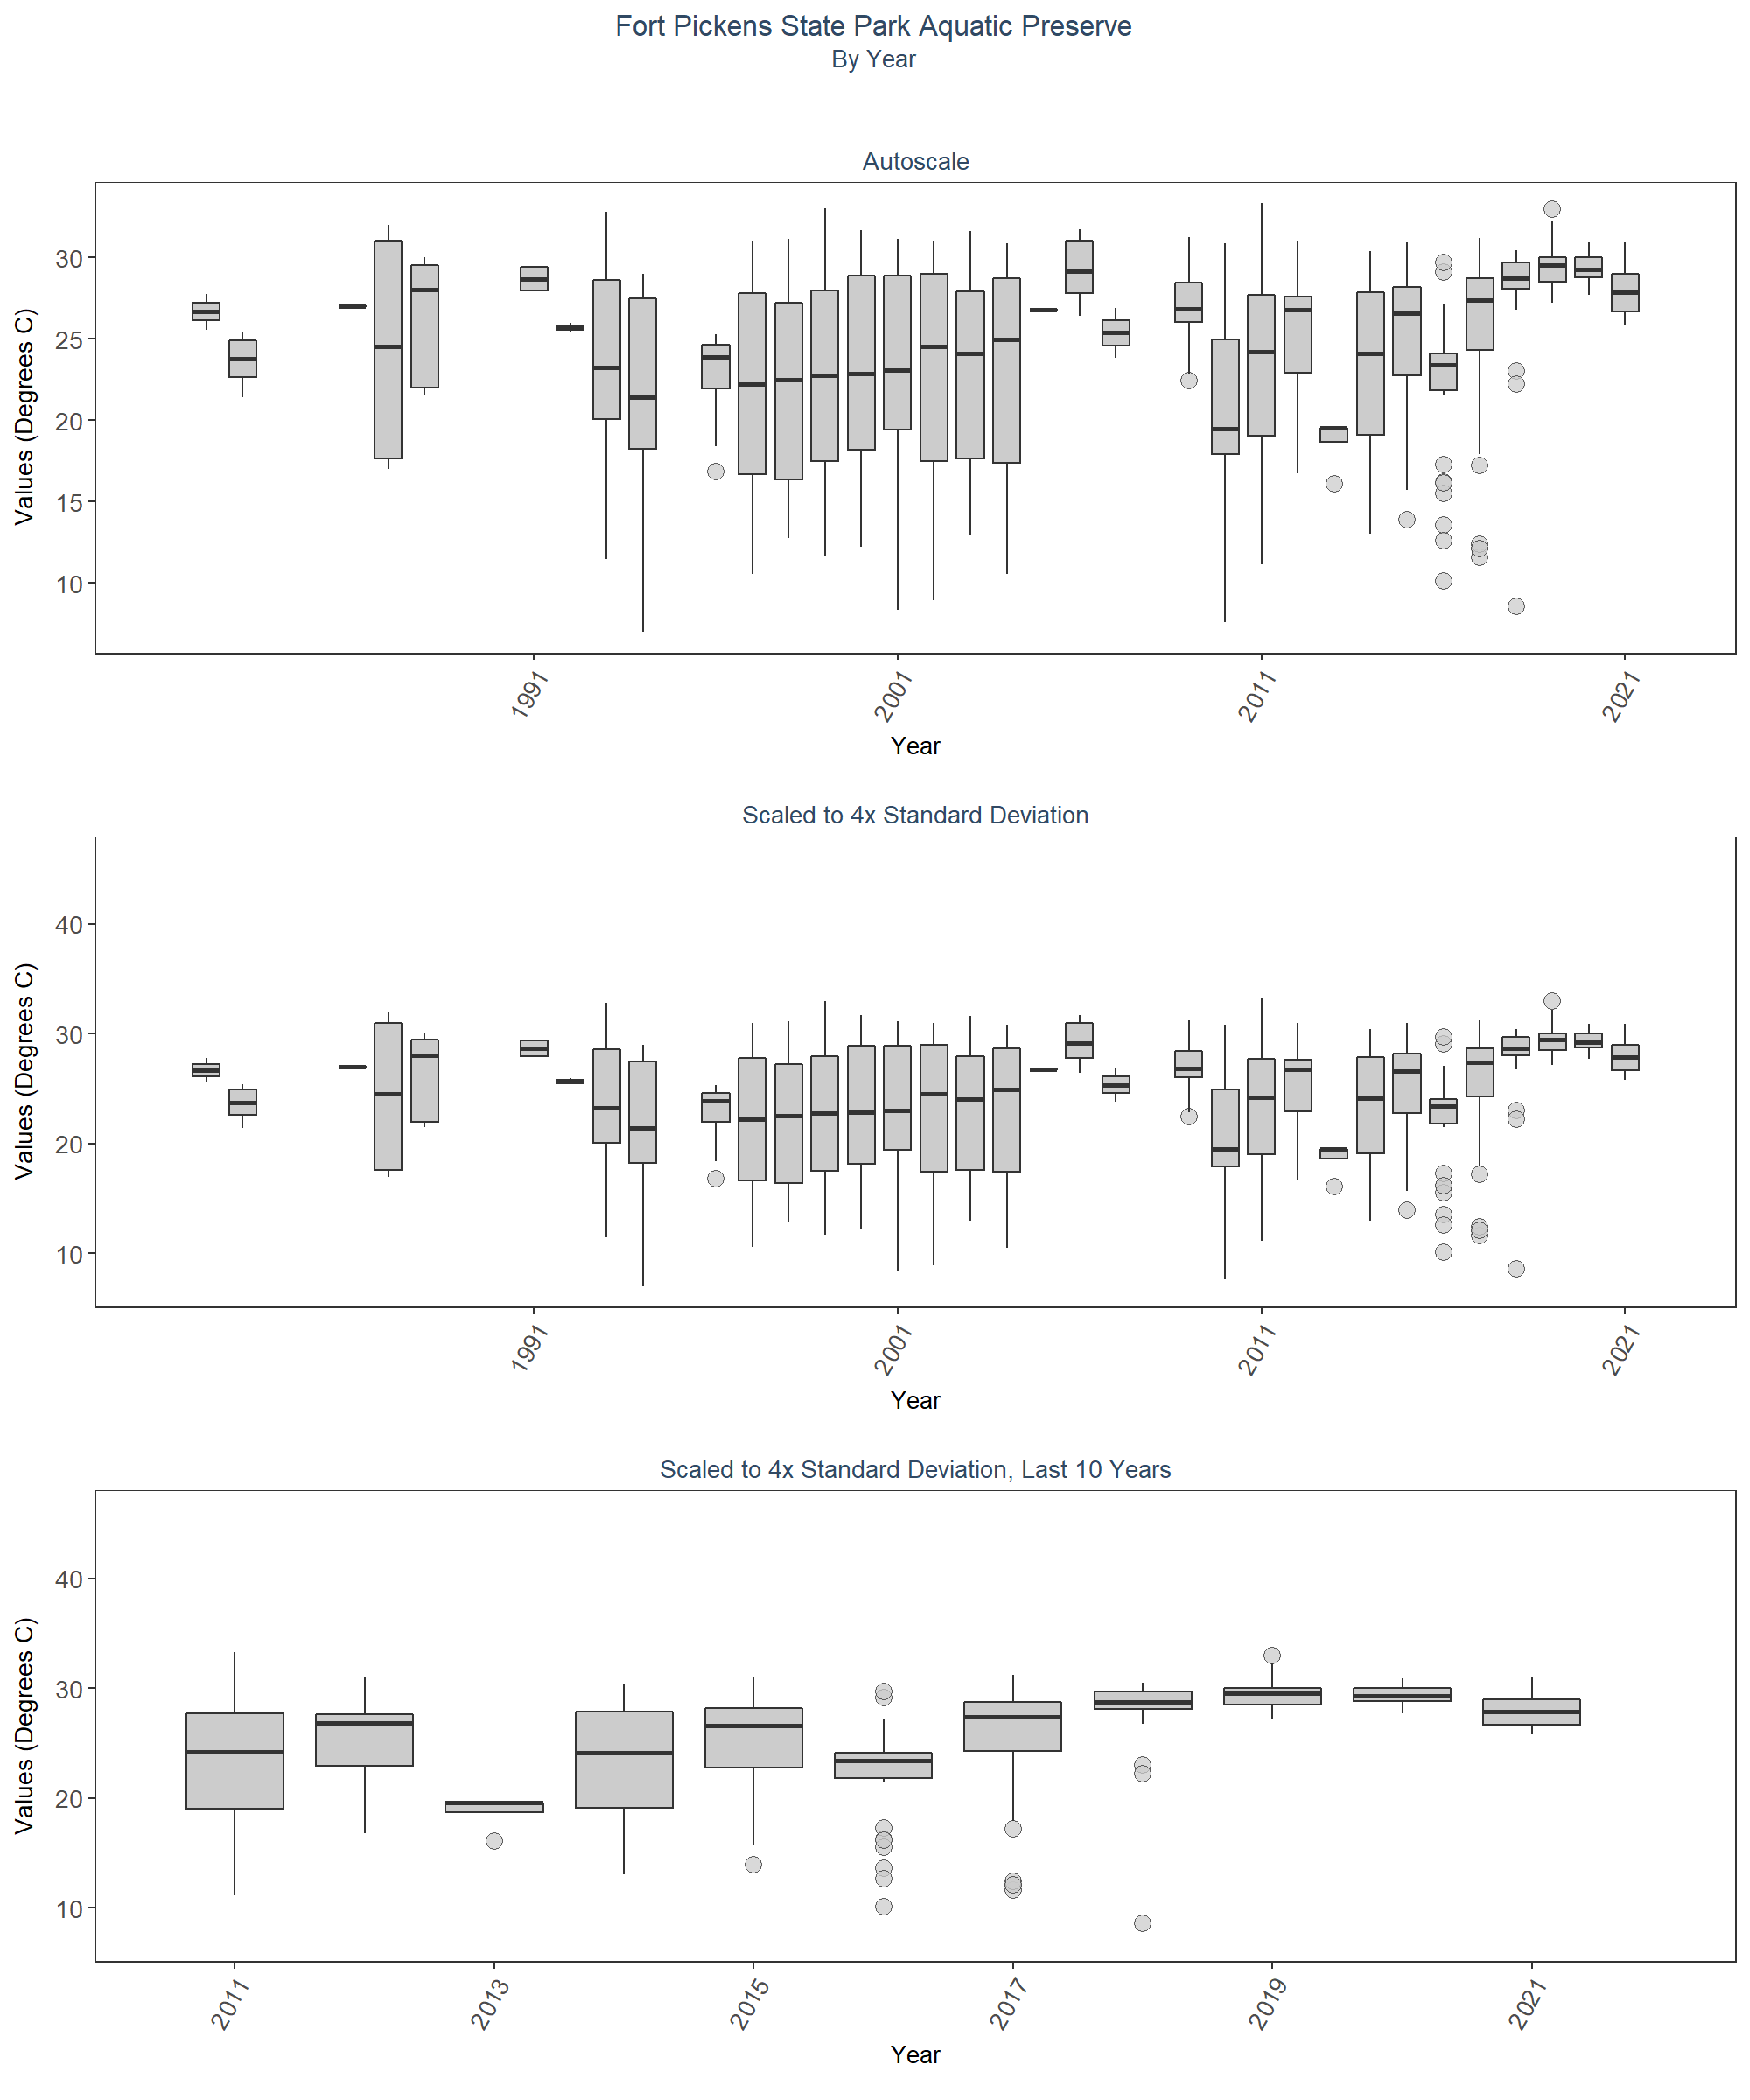 Fort Pickens State Park Aquatic Preserve
By Year
Autoscale
Values (Degrees C)
30
25
20
15
10
1991
2001
2011
2021
Year
Scaled to 4x Standard Deviation
Values (Degrees C)
40
30
20
10
1991
2001
2011
2021
Year
Scaled to 4x Standard Deviation, Last 10 Years
Values (Degrees C)
40
30
20
10
2011
2013
2015
2017
2019
2021
Year